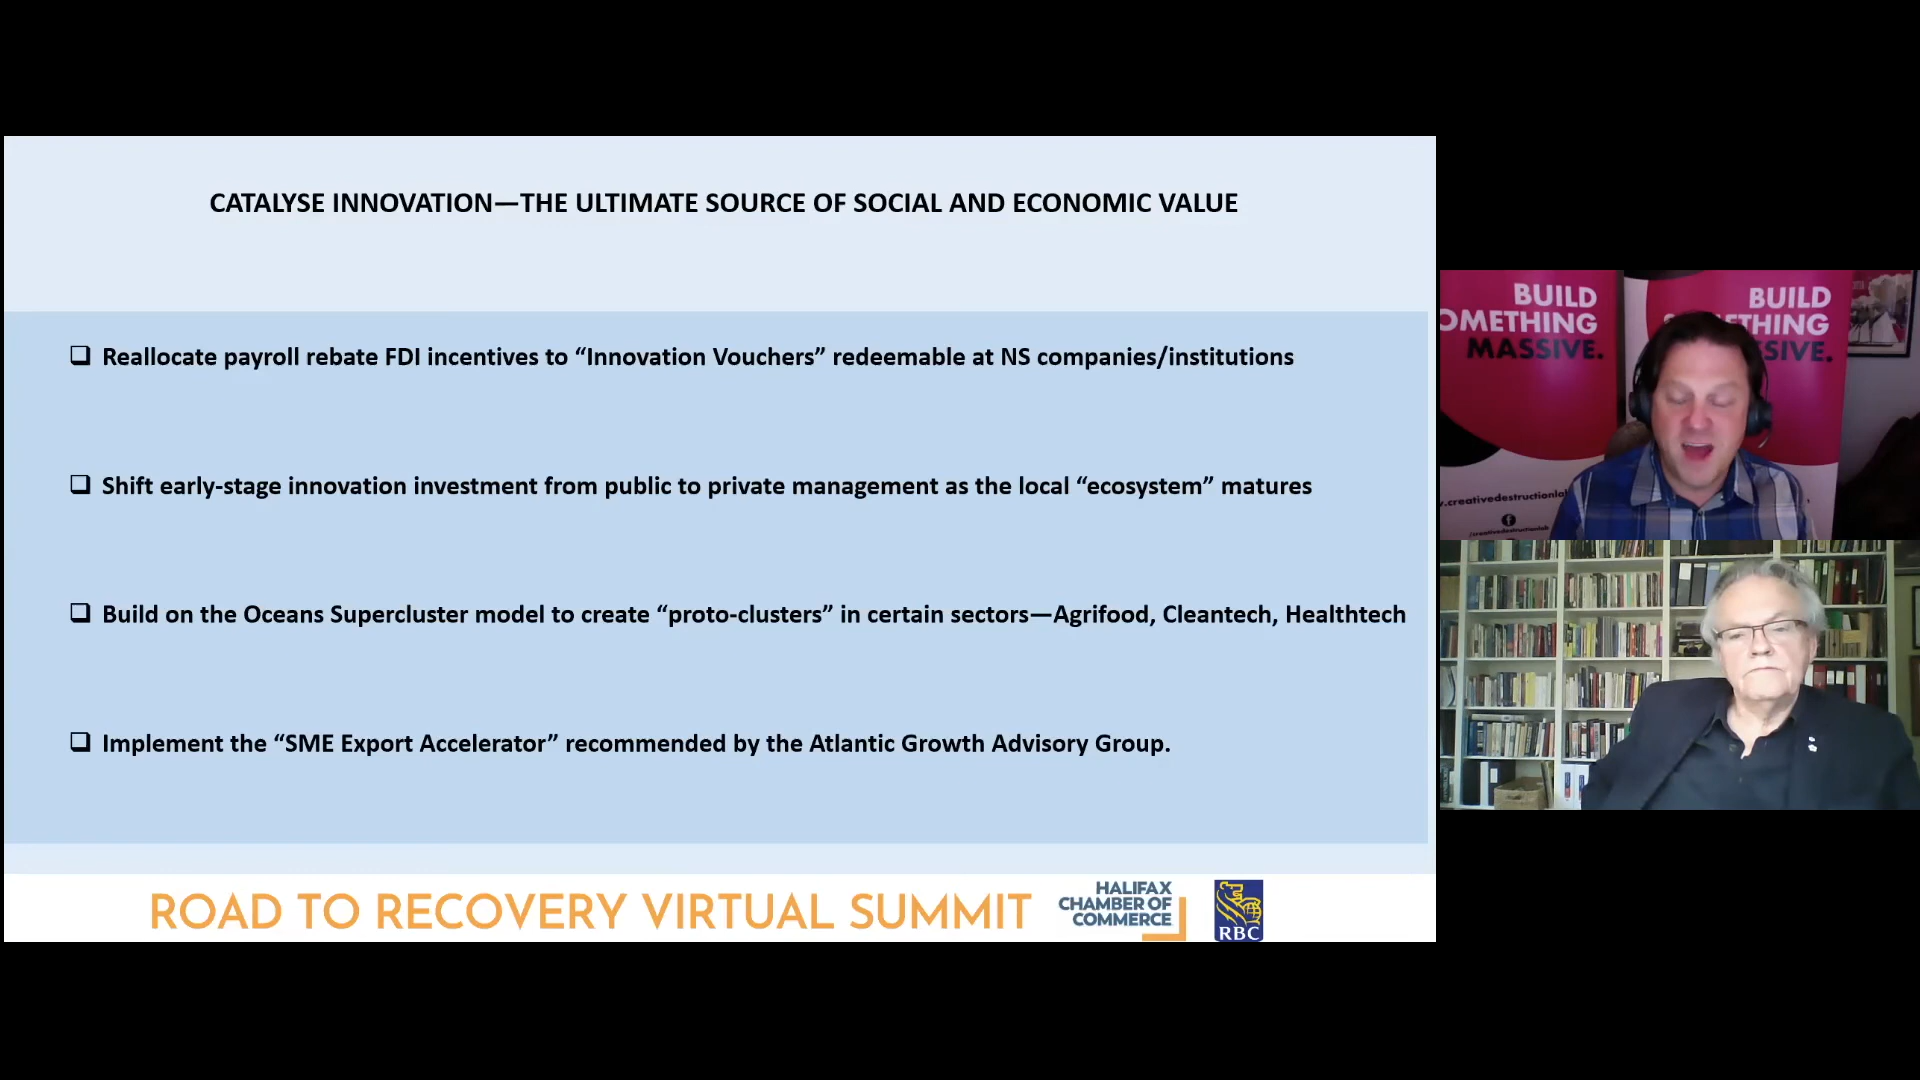 CATALYSE INNOVATION—THE ULTIMATE SOURCE OF SOCIAL AND ECONOMIC VALUE
Reallocate payroll rebate FDI incentives to “Innovation Vouchers” redeemable at NS companies/institutions
Shift early-stage innovation investment from public to private management as the local “ecosystem” matures
Build on the Oceans Supercluster model to create “proto-clusters” in certain sectors—Agrifood, Cleantech, Healthtech
Implement the “SME Export Accelerator” recommended by the Atlantic Growth Advisory Group.
ROAD TO RECOVERY VIRTUAL SUMMIT
HALIFAX
CHAMBER OF
COMMERCE
RBC
BUILD
OMETHING
MASSIVE.
.creativedestructionla
/creativedestructionlab
BUILD
THING
SIVE.